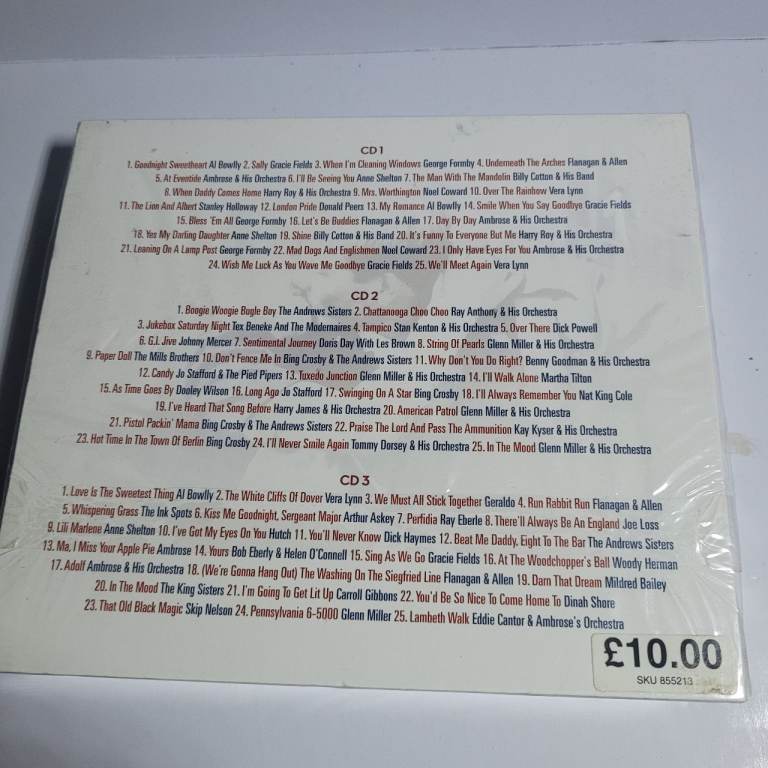 CD 1
1. Goodnight Sweetheart Al Bowlly 2. Sally Gracie Fields 3. When I'm Cleaning Windows George Formby 4. Underneath The Arches Flanagan & Allen
5. At Eventide Ambrose & His Orchestra 6. I'll Be Seeing You Anne Shelton 7. The Man With The Mandolin Billy Cotton & His Band
8. When Daddy Comes Home Harry Roy & His Orchestra 9. Mrs. Worthington Noel Coward 10. Over The Rainbow Vera Lynn
11. The Lion And Albert Stanley Holloway 12. London Pride Donald Peers 13. My Romance Al Bowlly 14. Smile When You Say Goodbye Gracie Fields
15. Bless 'Em All George Formby 16. Let's Be Buddies Flanagan & Allen 17. Day By Day Ambrose & His Orchestra
18. Yes My Darling Daughter Anne Shelton 19. Shine Billy Cotton & His Band 20. It's Funny To Everyone But Me Harry Roy & His Orchestra
21. Leaning On A Lamp Post George Formby 22. Mad Dogs And Englishmen Noel Coward 23. I Only Have Eyes For You Ambrose & His Orchestra
24. Wish Me Luck As You Wave Me Goodbye Gracie Fields 25. We'll Meet Again Vera Lynn
CD 2
1. Boogie Woogie Bugle Boy The Andrews Sisters 2. Chattanooga Choo Choo Ray Anthony & His Orchestra
3. Jukebox Saturday Night Tex Beneke And The Modernaires 4. Tampico Stan Kenton & His Orchestra 5. Over There Dick Powell
6. G.I. Jive Johnny Mercer 7. Sentimental Journey Doris Day With Les Brown 8. String Of Pearls Glenn Miller & His Orchestra
9. Paper Doll The Mills Brothers 10. Don't Fence Me In Bing Crosby & The Andrews Sisters 11. Why Don't You Do Right? Benny Goodman & His Orchestra
12. Candy Jo Stafford & The Pied Pipers 13. Tuxedo Junction Glenn Miller & His Orchestra 14. I'll Walk Alone Martha Tilton
15. As Time Goes By Dooley Wilson 16. Long Ago Jo Stafford 17. Swinging On A Star Bing Crosby 18. I'll Always Remember You Nat King Cole
19. I've Heard That Song Before Harry James & His Orchestra 20. American Patrol Glenn Miller & His Orchestra
21. Pistol Packin' Mama Bing Crosby & The Andrews Sisters 22. Praise The Lord And Pass The Ammunition Kay Kyser & His Orchestra
23. Hot Time In The Town Of Berlin Bing Crosby 24. I'll Never Smile Again Tommy Dorsey & His Orchestra 25. In The Mood Glenn Miller & His Orchestra
CD 3
1. Love Is The Sweetest Thing Al Bowlly 2. The White Cliffs Of Dover Vera Lynn 3. We Must All Stick Together Geraldo 4. Run Rabbit Run Flanagan & Allen
5. Whispering Grass The Ink Spots 6. Kiss Me Goodnight, Sergeant Major Arthur Askey 7. Perfidia Ray Eberle 8. There'll Always Be An England Joe Loss
9. Lili Marlene Anne Shelton 10. I've Got My Eyes On You Hutch 11. You'll Never Know Dick Haymes 12. Beat Me Daddy, Eight To The Bar The Andrews Sisters
13. Ma, I Miss Your Apple Pie Ambrose 14. Yours Bob Eberly & Helen O'Connell 15. Sing As We Go Gracie Fields 16. At The Woodchopper's Ball Woody Herman
17. Adolf Ambrose & His Orchestra 18. (We're Gonna Hang Out) The Washing On The Siegfried Line Flanagan & Allen 19. Darn That Dream Mildred Bailey
20. In The Mood The King Sisters 21. I'm Going To Get Lit Up Carroll Gibbons 22. You'd Be So Nice To Come Home To Dinah Shore
23. That Old Black Magic Skip Nelson 24. Pennsylvania 6-5000 Glenn Miller 25. Lambeth Walk Eddie Cantor & Ambrose's Orchestra
£10.00
SKU 855213